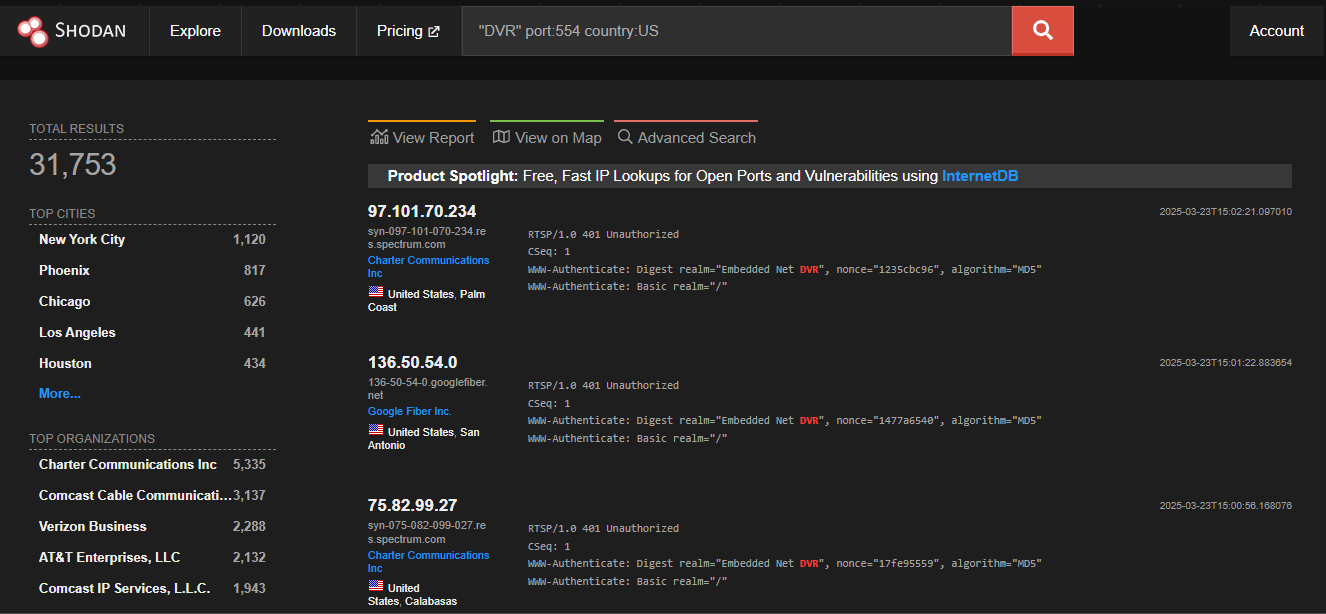 SHODAN Explore Downloads Pricing "DVR" port:554 country:US Account
TOTAL RESULTS
31,753
TOP CITIES
New York City 1,120
Phoenix 817
Chicago 626
Los Angeles 441
Houston 434
More...
TOP ORGANIZATIONS
Charter Communications Inc 5,335
Comcast Cable Communicati... 3,137
Verizon Business 2,288
AT&T Enterprises, LLC 2,132
Comcast IP Services, L.L.C. 1,943
View Report View on Map Advanced Search
Product Spotlight: Free, Fast IP Lookups for Open Ports and Vulnerabilities using InternetDB
97.101.70.234
syn-097-101-070-234.re
s.spectrum.com
Charter Communications
Inc
United States, Palm
Coast
RTSP/1.0 401 Unauthorized
CSeq: 1
WWW-Authenticate: Digest realm="Embedded Net DVR", nonce="1235cbc96", algorithm="MD5"
WWW-Authenticate: Basic realm="/"
2025-03-23T15:02:21.097010
136.50.54.0
136-50-54-0.googlefiber.
net
Google Fiber Inc.
United States, San
Antonio
RTSP/1.0 401 Unauthorized
CSeq: 1
WWW-Authenticate: Digest realm="Embedded Net DVR", nonce="1477a6540", algorithm="MD5"
WWW-Authenticate: Basic realm="/"
2025-03-23T15:01:22.883654
75.82.99.27
syn-075-082-099-027.re
s.spectrum.com
Charter Communications
Inc
United
States, Calabasas
RTSP/1.0 401 Unauthorized
CSeq: 1
WWW-Authenticate: Digest realm="Embedded Net DVR", nonce="17fe95559", algorithm="MD5"
WWW-Authenticate: Basic realm="/"
2025-03-23T15:00:56.168076